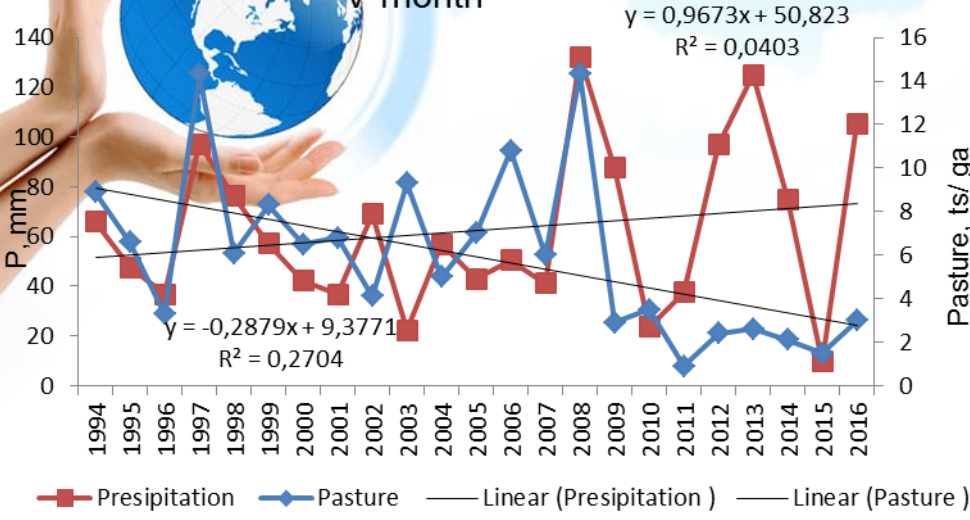 V month
y = 0,9673x + 50,823
R² = 0,0403
140
120
100
80
60
40
20
0
P, mm
16
14
12
10
8
6
4
2
0
Pasture, ts/ ga
y = -0,2879x + 9,3771
R² = 0,2704
1994 1995 1996 1997 1998 1999 2000 2001 2002 2003 2004 2005 2006 2007 2008 2009 2010 2011 2012 2013 2014 2015 2016
Presipitation Pasture Linear (Presipitation ) Linear (Pasture )